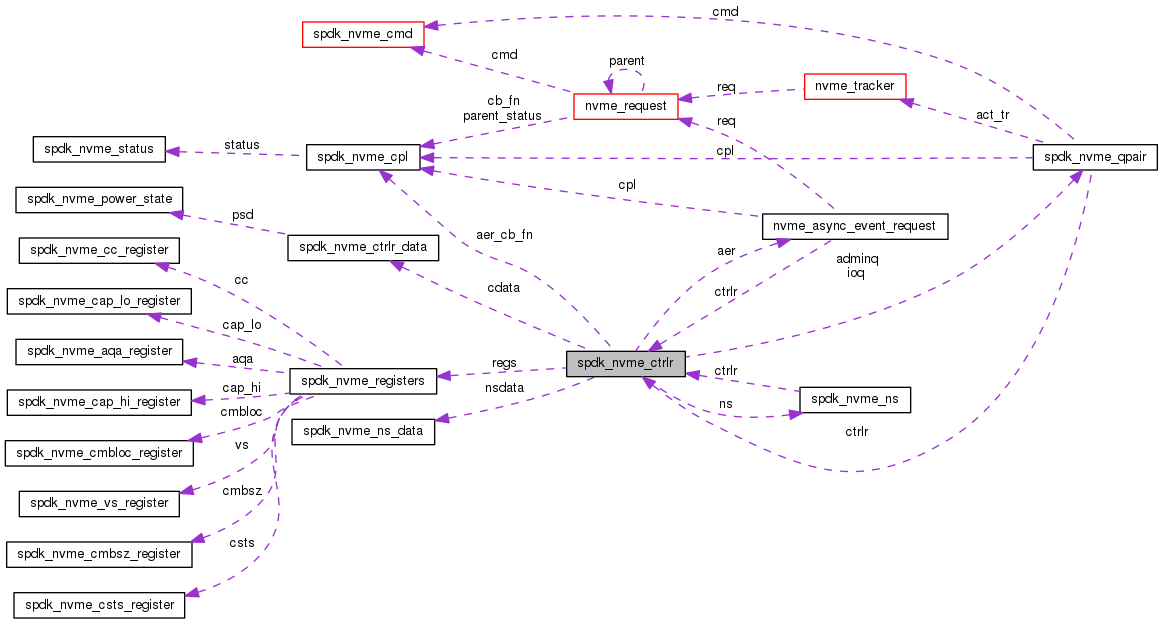 cmd
spdk_nvme_cmd
cmd
parent
nvme_tracker
req
nvme_request
cb_fn
parent_status
act_tr
req
spdk_nvme_status
status
spdk_nvme_cpl
cpl
spdk_nvme_qpair
cpl
spdk_nvme_power_state
psd
nvme_async_event_request
aer_cb_fn
spdk_nvme_ctrlr_data
spdk_nvme_cc_register
aer
adminq
ioq
cc
cdata
ctrlr
spdk_nvme_cap_lo_register
cap_lo
spdk_nvme_aqa_register
aqa
regs
spdk_nvme_ctrlr
ctrlr
spdk_nvme_registers
nsdata
cap_hi
spdk_nvme_cap_hi_register
spdk_nvme_ns
ns
cmbloc
spdk_nvme_ns_data
ctrlr
vs
spdk_nvme_cmbloc_register
cmbsz
spdk_nvme_vs_register
csts
spdk_nvme_cmbsz_register
spdk_nvme_csts_register